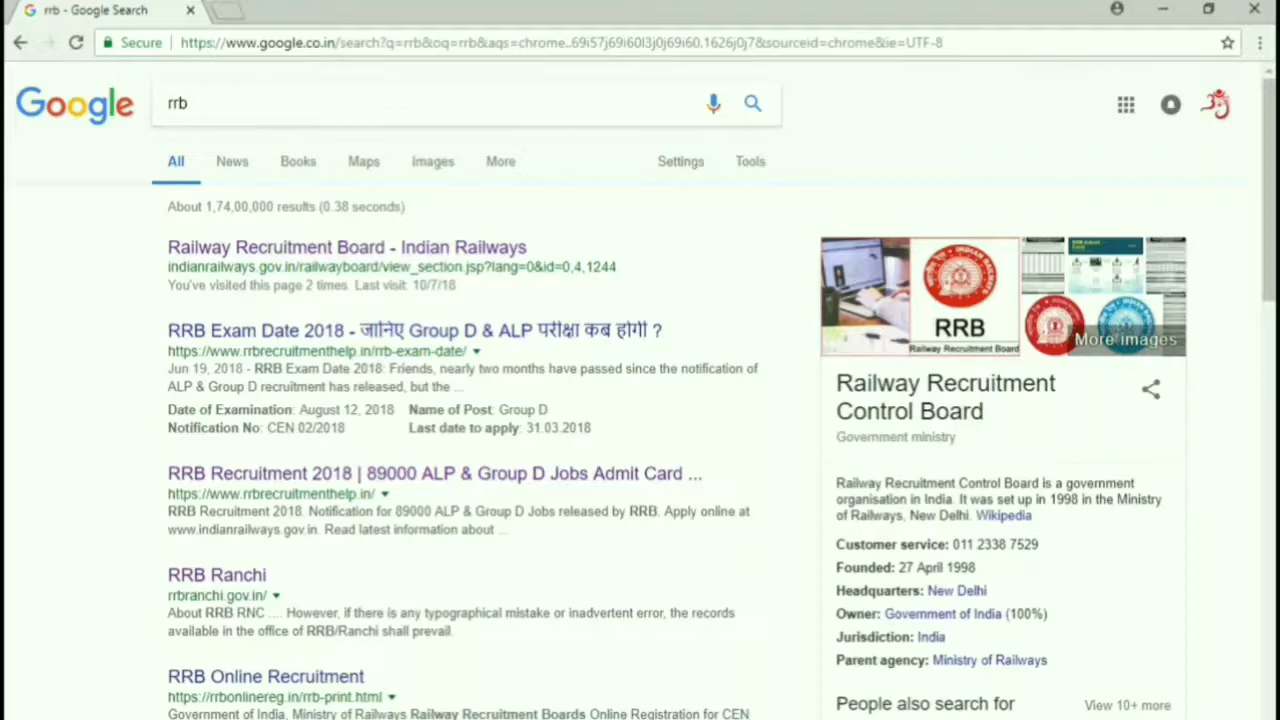 rrb - Google Search
Secure
https://www.google.co.in/search?q=rrb&oq=rrb&aqs=chrome..69i57j69i60l3j0j69i60.1626j0j7&sourceid=chrome&ie=UTF-8
Google
rrb
All News Books Maps Images More Settings Tools
About 1,74,00,000 results (0.38 seconds)
Railway Recruitment Board - Indian Railways
indianrailways.gov.in/railwayboard/view_section.jsp?lang=0&id=0,4,1244
You've visited this page 2 times. Last visit: 10/7/18
RRB Exam Date 2018 - जानिए Group D & ALP परीक्षा कब होगी ?
https://www.rrbrecruitmenthelp.in/rrb-exam-date/
Jun 19, 2018 - RRB Exam Date 2018: Friends, nearly two months have passed since the notification of
ALP & Group D recruitment has released, but the ...
Date of Examination: August 12, 2018 Name of Post: Group D
Notification No: CEN 02/2018 Last date to apply: 31.03.2018
RRB Recruitment 2018 | 89000 ALP & Group D Jobs Admit Card ...
https://www.rrbrecruitmenthelp.in/
RRB Recruitment 2018. Notification for 89000 ALP & Group D Jobs released by RRB. Apply online at
www.indianrailways.gov.in. Read latest information about ...
RRB Ranchi
rrbranchi.gov.in/
About RRB RNC .... However, if there is any typographical mistake or inadvertent error, the records
available in the office of RRB/Ranchi shall prevail.
RRB Online Recruitment
https://rrbonlinereg.in/rrb-print.html
Government of India, Ministry of Railways Railway Recruitment Boards Online Registration for CEN
RRB
Railway Recruitment Board
More images
Railway Recruitment
Control Board
Government ministry
Railway Recruitment Control Board is a government
organisation in India. It was set up in 1998 in the Ministry
of Railways, New Delhi. Wikipedia
Customer service: 011 2338 7529
Founded: 27 April 1998
Headquarters: New Delhi
Owner: Government of India (100%)
Jurisdiction: India
Parent agency: Ministry of Railways
People also search for View 10+ more